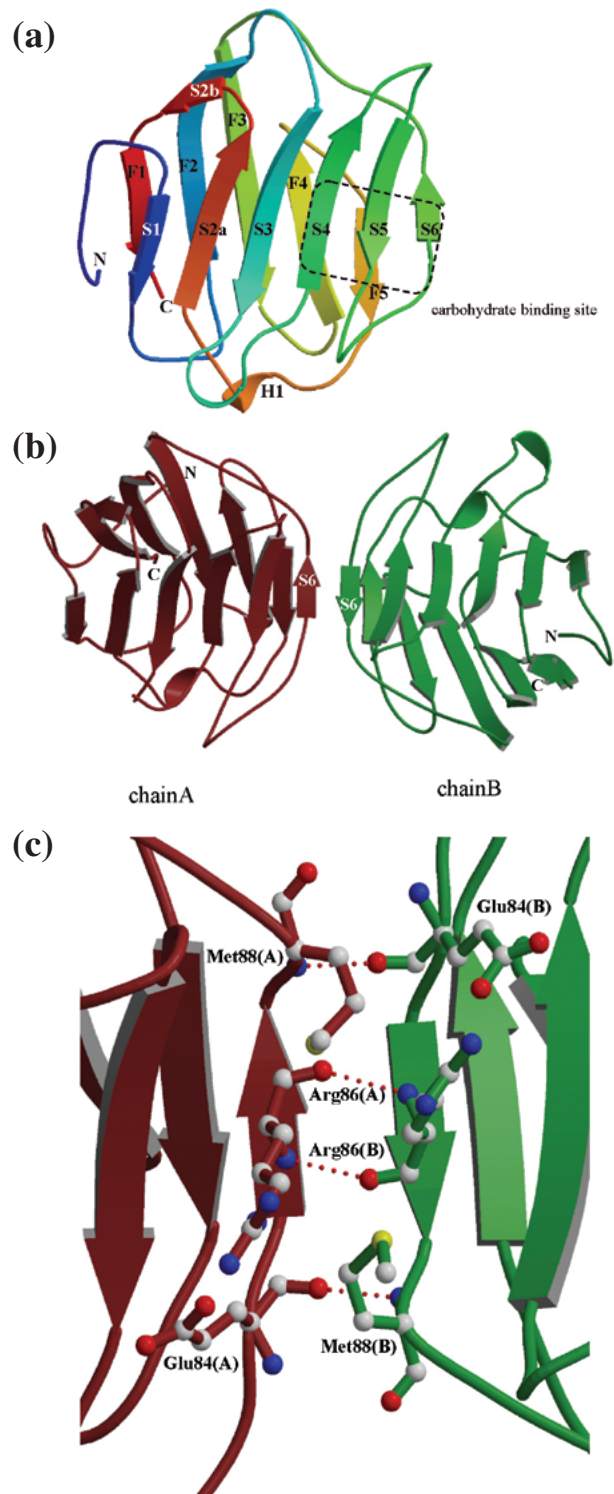 (a)
S2b
F3
F1
F2
F4
S1
S2a
S3
S4
S5
S6
N
C
F5
carbohydrate binding site
H1
(b)
N
C
S6
S6
N
C
chainA
chainB
(c)
Glu84(B)
Met88(A)
Arg86(A)
Arg86(B)
Met88(B)
Glu84(A)